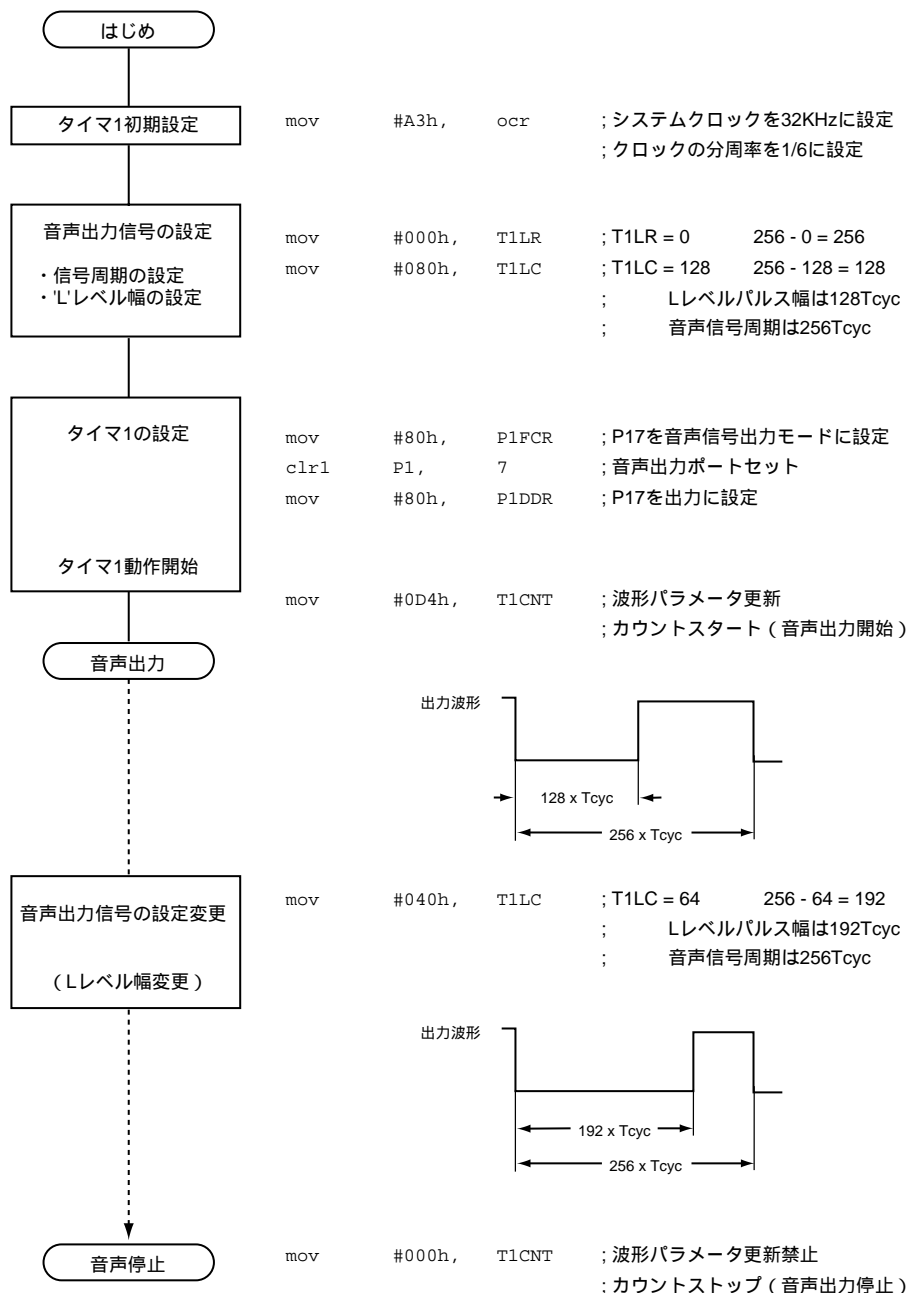 はじめ
タイマ1初期設定
mov #A3h, ocr ; システムクロックを32KHzに設定
; クロックの分周率を1/6に設定
音声出力信号の設定
・信号周期の設定
・'L'レベル幅の設定
mov #000h, T1LR ; T1LR = 0 256 - 0 = 256
mov #080h, T1LC ; T1LC = 128 256 - 128 = 128
; Lレベルパルス幅は128Tcyc
; 音声信号周期は256Tcyc
タイマ1の設定
mov #80h, P1FCR ; P17を音声信号出力モードに設定
clr1 P1, 7 ; 音声出力ポートセット
mov #80h, P1DDR ; P17を出力に設定
タイマ1動作開始
mov #0D4h, T1CNT ; 波形パラメータ更新
; カウントスタート ( 音声出力開始 )
音声出力
出力波形
128 x Tcyc
256 x Tcyc
音声出力信号の設定変更
( Lレベル幅変更 )
mov #040h, T1LC ; T1LC = 64 256 - 64 = 192
; Lレベルパルス幅は192Tcyc
; 音声信号周期は256Tcyc
出力波形
192 x Tcyc
256 x Tcyc
音声停止
mov #000h, T1CNT ; 波形パラメータ更新禁止
; カウントストップ ( 音声出力停止 )